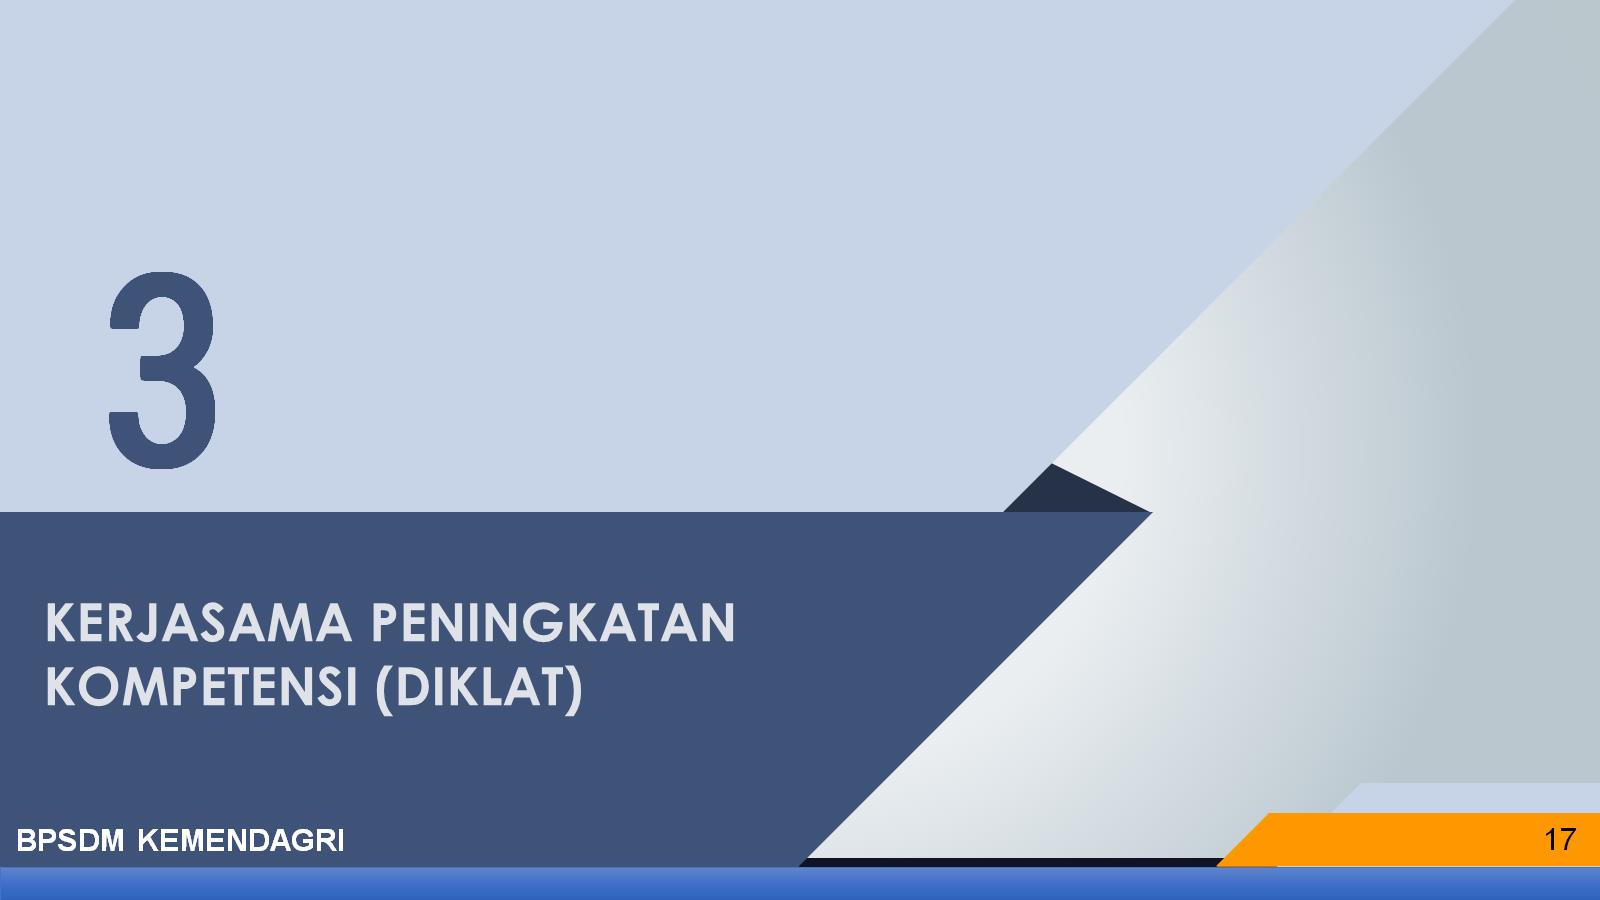 3
KERJASAMA PENINGKATAN
KOMPETENSI (DIKLAT)
BPSDM KEMENDAGRI
17